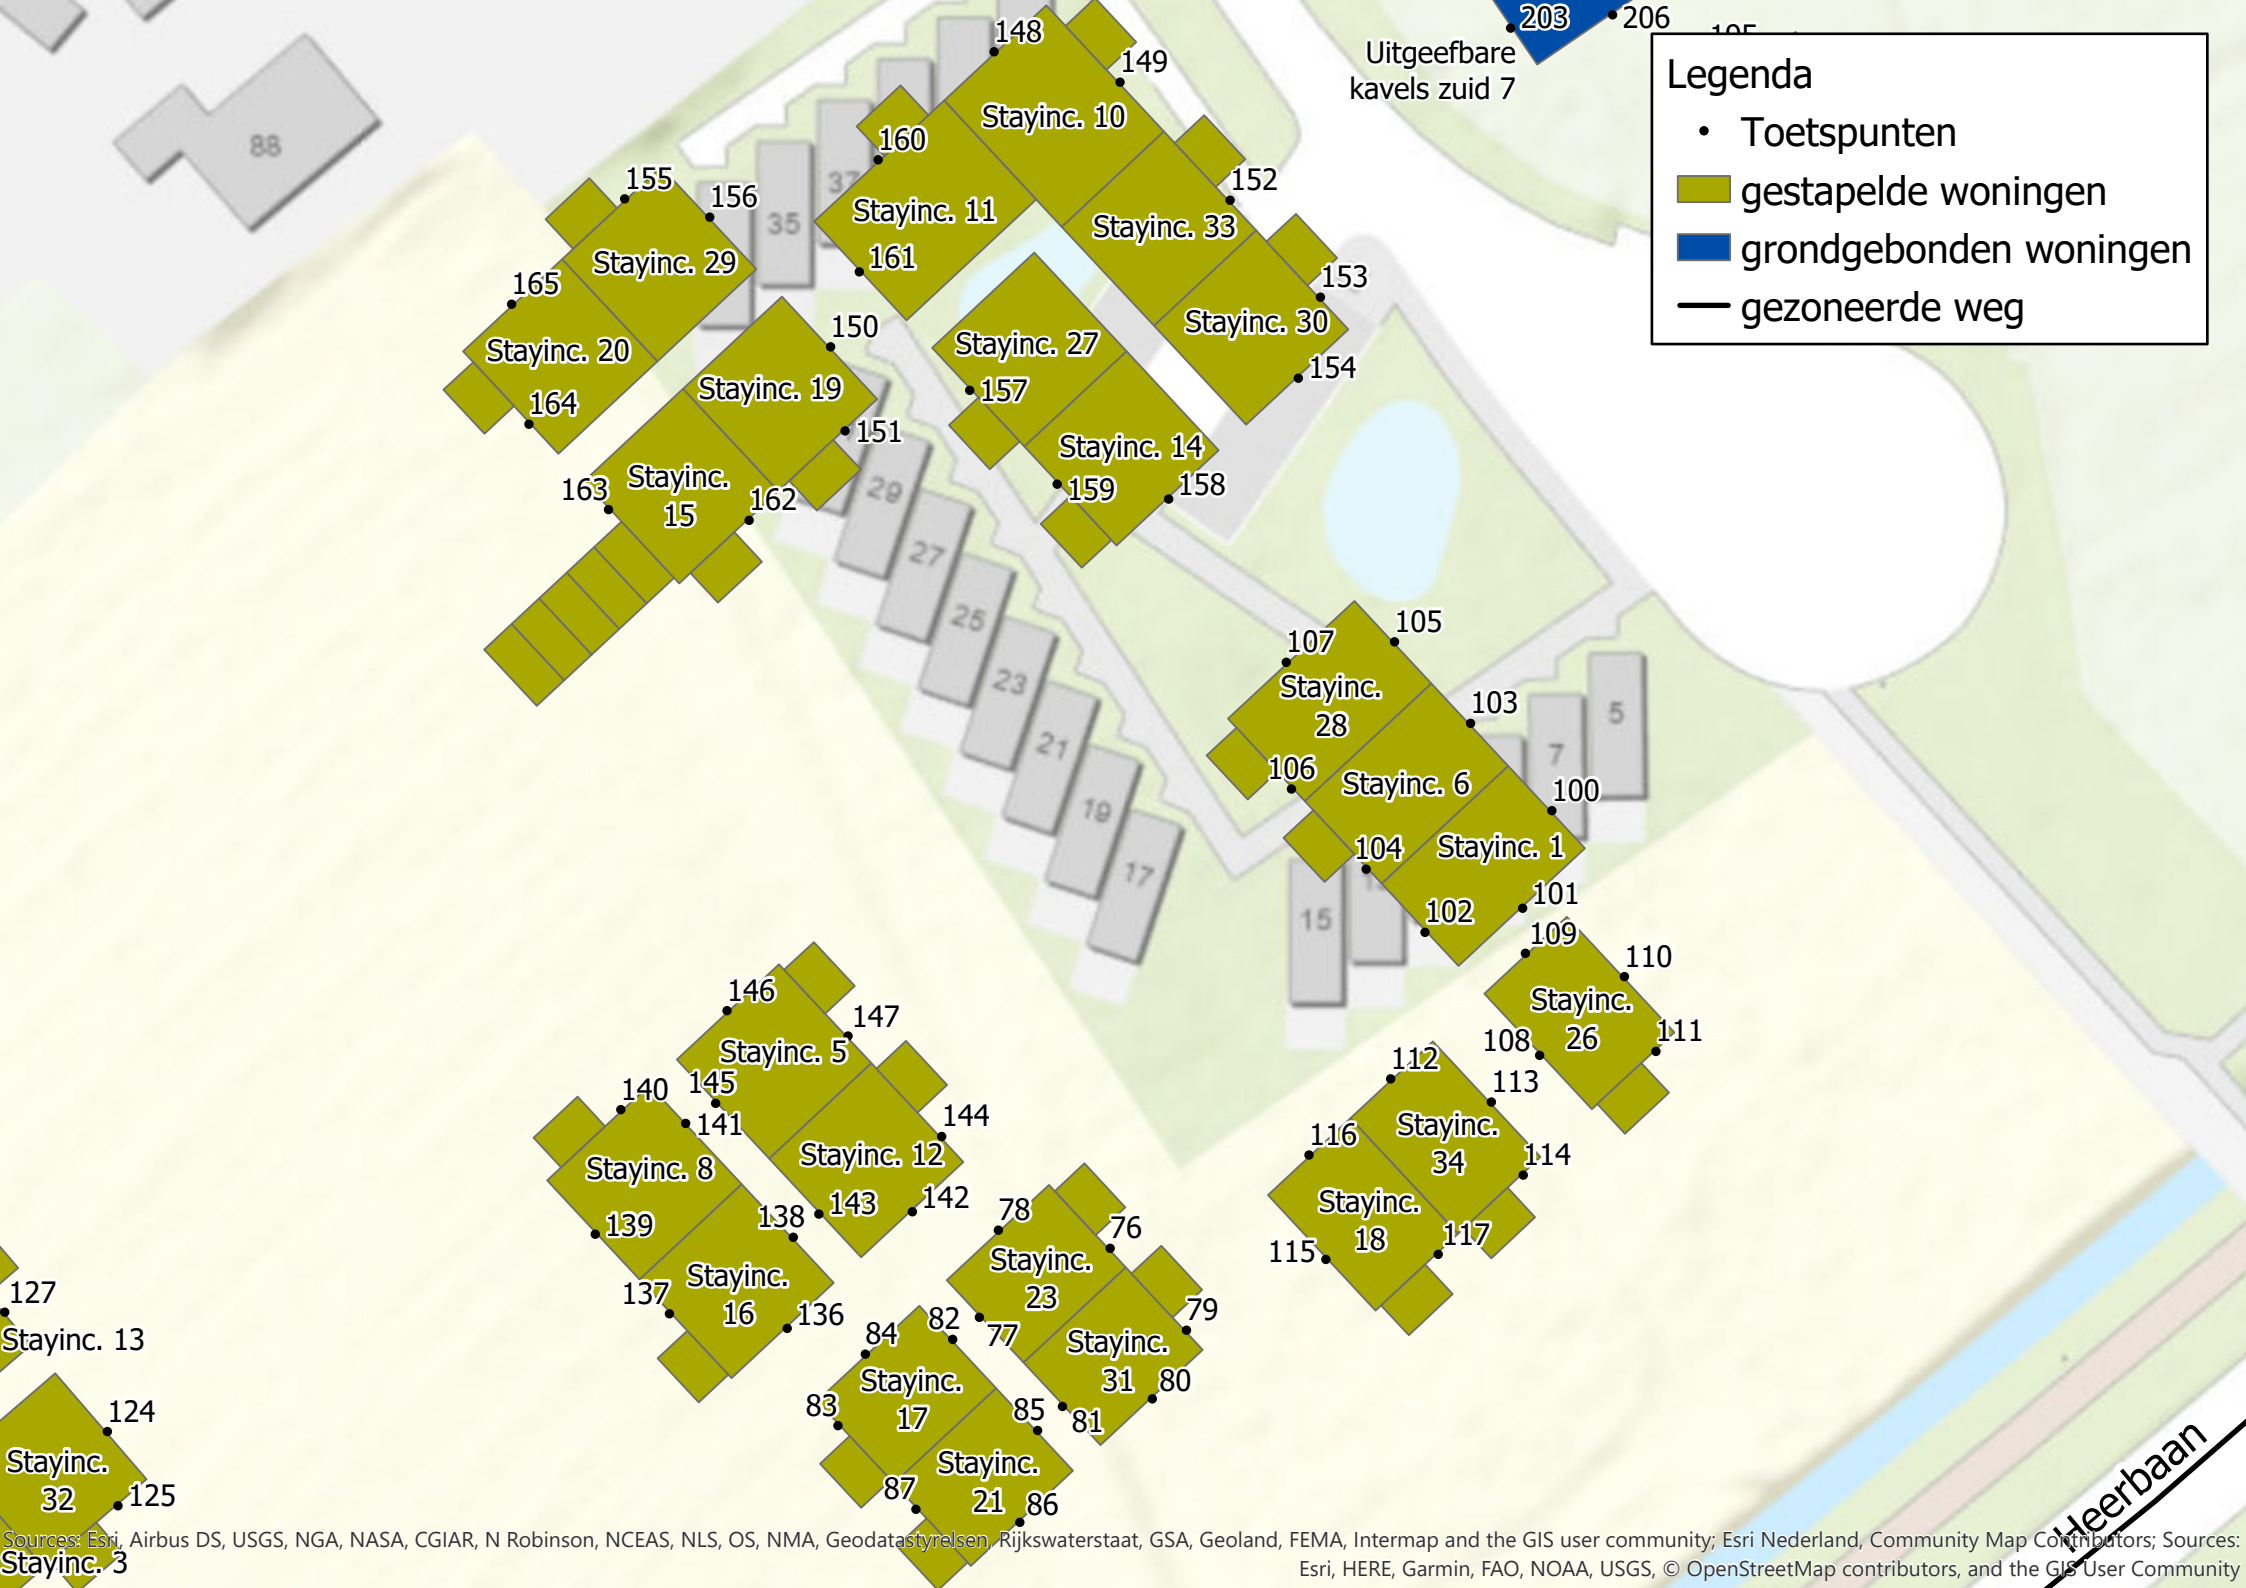 203
206
Uitgeefbare
kavels zuid 7
Legenda
Toetspunten
gestapelde woningen
grondgebonden woningen
gezoneerde weg
148
149
Stayinc. 10
88
160
37
152
155
156
35
Stayinc. 11
Stayinc. 33
161
Stayinc. 29
165
153
Stayinc. 30
150
Stayinc. 27
Stayinc. 20
154
Stayinc. 19
157
164
151
Stayinc. 14
Stayinc.
15
163
162
29
159
158
27
25
23
21
19
17
107
105
Stayinc.
28
103
5
7
106
Stayinc. 6
100
104
Stayinc. 1
101
102
15
109
110
Stayinc.
26
108
111
146
147
Stayinc. 5
145
112
113
Stayinc.
34
114
140
141
144
Stayinc. 12
Stayinc. 8
116
Stayinc.
18
115
117
139
138
143
142
78
76
Stayinc.
23
137
Stayinc.
16
136
127
Stayinc. 13
84
82
77
79
Stayinc.
31
80
81
Stayinc.
17
83
85
124
Stayinc.
32
125
Stayinc.
21
87
86
Heerbaan
Stayinc. 3
Sources: Esri, Airbus DS, USGS, NGA, NASA, CGIAR, N Robinson, NCEAS, NLS, OS, NMA, Geodatastyrelsen, Rijkswaterstaat, GSA, Geoland, FEMA, Intermap and the GIS user community; Esri Nederland, Community Map Contributors; Sources:
Esri, HERE, Garmin, FAO, NOAA, USGS, © OpenStreetMap contributors, and the GIS User Community